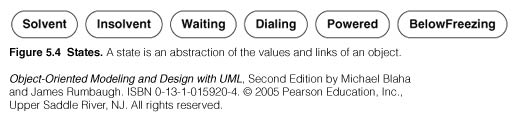 Solvent Insolvent Waiting Dialing Powered BelowFreezing
Figure 5.4 States. A state is an abstraction of the values and links of an object.
Object-Oriented Modeling and Design with UML, Second Edition by Michael Blaha
and James Rumbaugh. ISBN 0-13-1-015920-4. © 2005 Pearson Education, Inc.,
Upper Saddle River, NJ. All rights reserved.